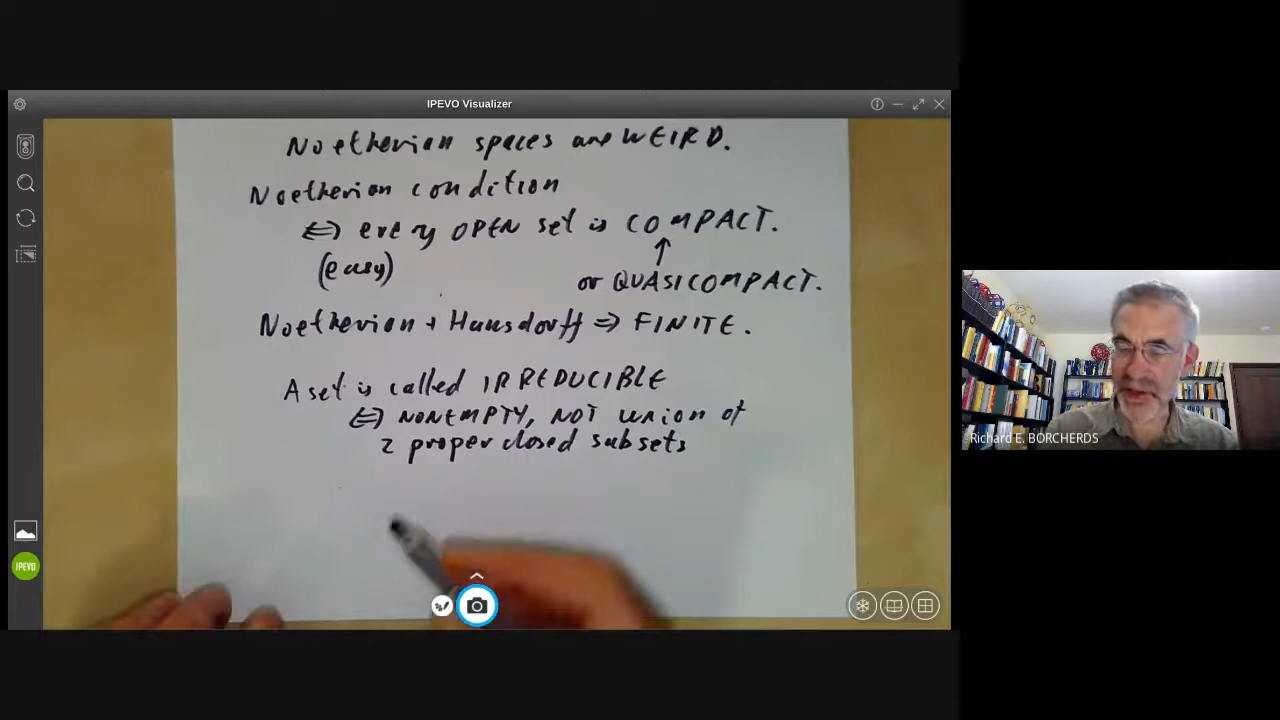 IPEVO Visualizer
Noetherian spaces are WEIRD.
Noetherian condition
⇔ every OPEN set is COMPACT.
(easy)
↑
or QUASICOMPACT.
Noetherian + Hausdorff ⇒ FINITE.
A set is called IRREDUCIBLE
⇔ NONEMPTY, NOT union of
2 proper closed subsets
Richard E. BORCHERDS
IPEVO